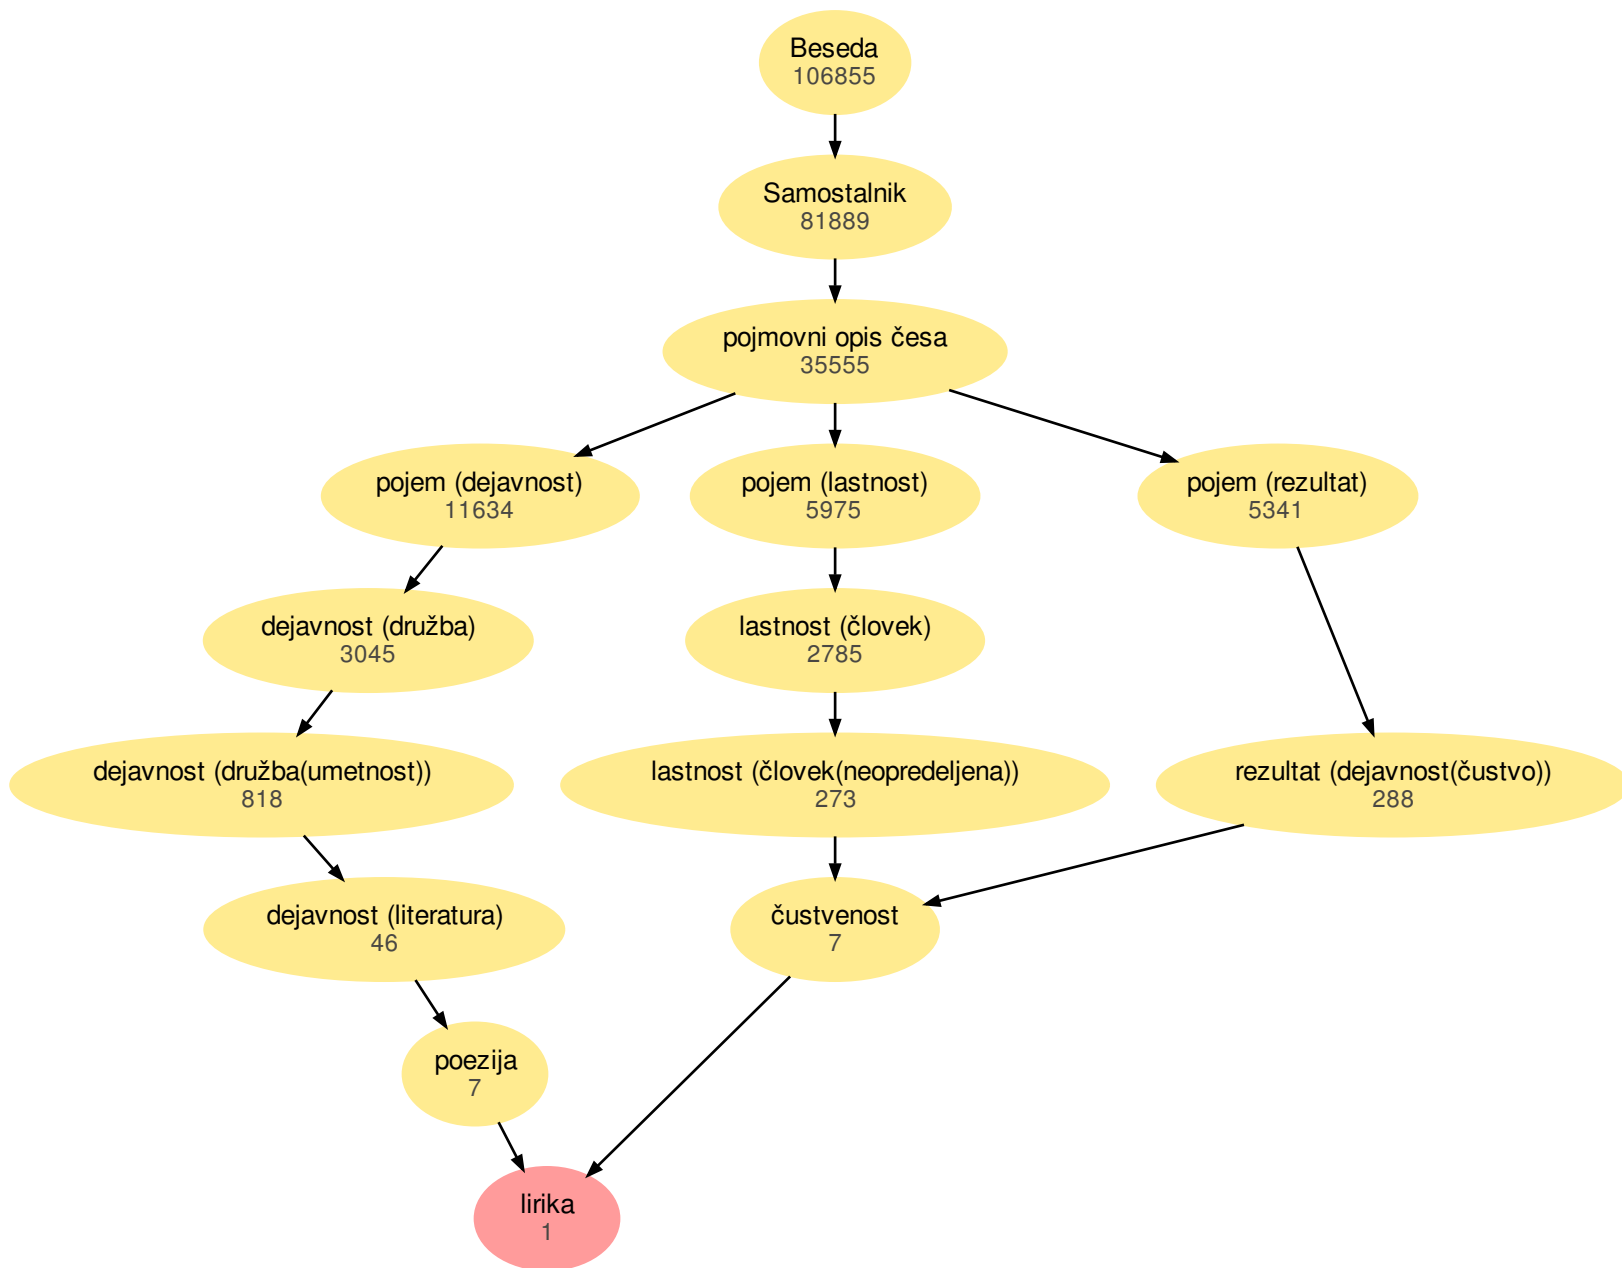 Beseda
106855
Samostalnik
81889
pojmovni opis česa
35555
pojem (dejavnost)
11634
pojem (lastnost)
5975
pojem (rezultat)
5341
dejavnost (družba)
3045
lastnost (človek)
2785
dejavnost (družba(umetnost))
818
lastnost (človek(neopredeljena))
273
rezultat (dejavnost(čustvo))
288
dejavnost (literatura)
46
čustvenost
7
poezija
7
lirika
1